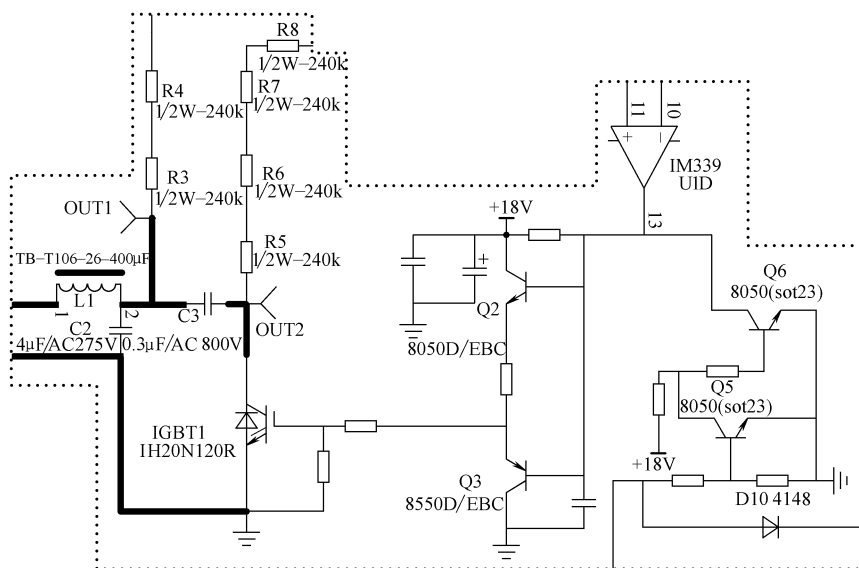 R8
1/2W–240k
R4
1/2W–240k
R7
1/2W–240k
11
10
+
−
IM339
U1D
R3
1/2W–240k
R6
1/2W–240k
OUT1
+18V
13
TB–T106–26–400μF
R5
1/2W–240k
+
Q6
8050(sot23)
L1
1
2
C3
OUT2
Q2
8050D/EBC
C2
4μF/AC275V
0.3μF/AC 800V
Q5
8050(sot23)
IGBT1
IH20N120R
+18V
Q3
8550D/EBC
D10 4148